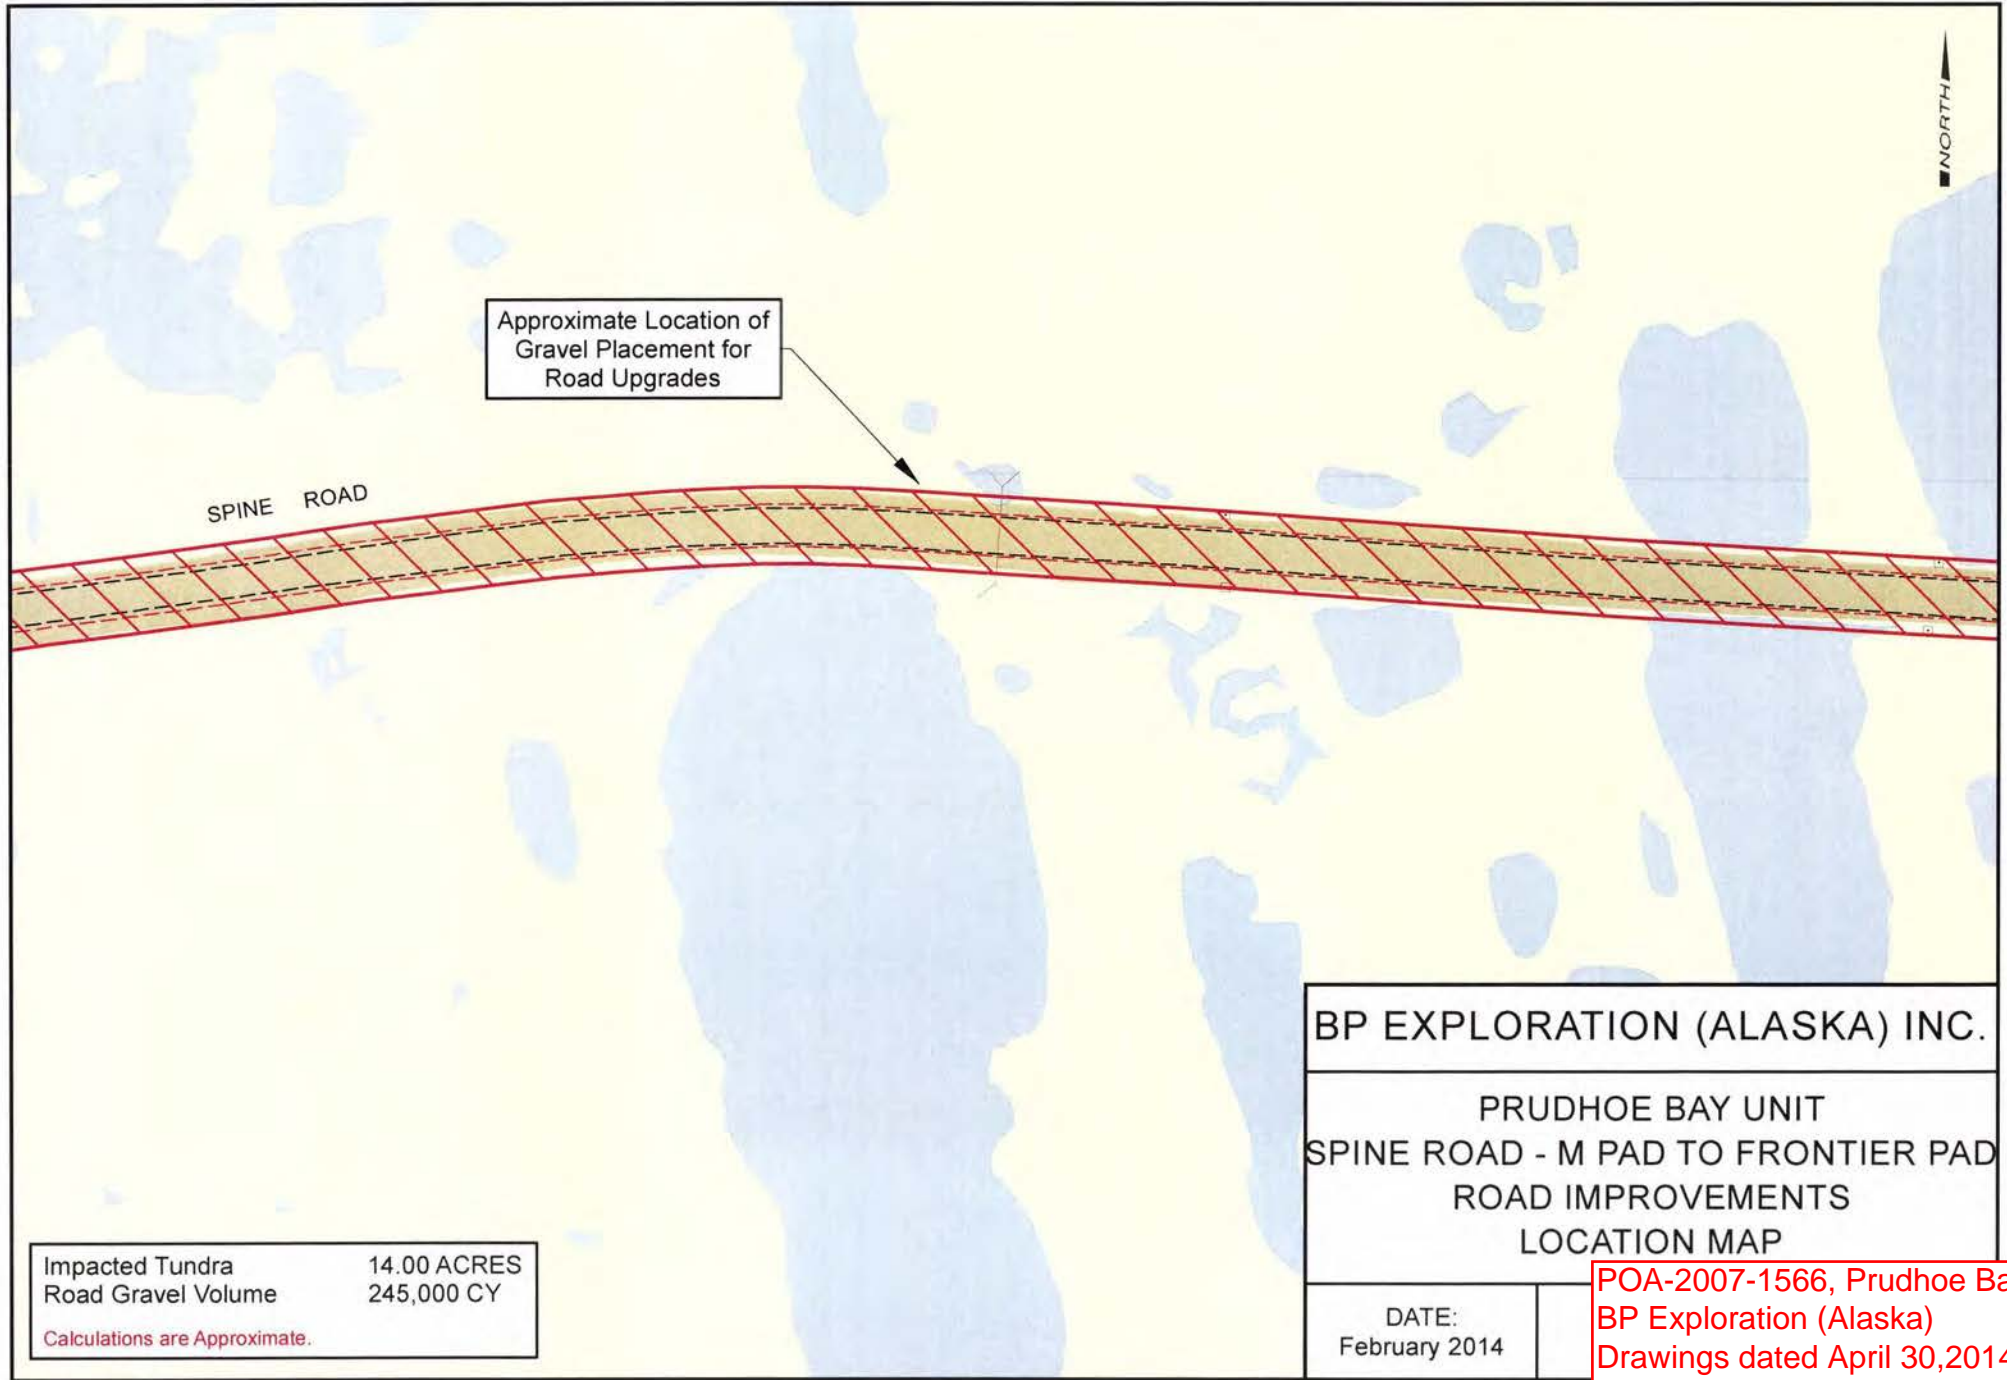 NORTH
Approximate Location of
Gravel Placement for
Road Upgrades
SPINE ROAD
BP EXPLORATION (ALASKA) INC.
PRUDHOE BAY UNIT
SPINE ROAD - M PAD TO FRONTIER PAD
ROAD IMPROVEMENTS
LOCATION MAP
Impacted Tundra 14.00 ACRES
Road Gravel Volume 245,000 CY
Calculations are Approximate.
DATE:
February 2014
POA-2007-1566, Prudhoe Ba
BP Exploration (Alaska)
Drawings dated April 30,2014